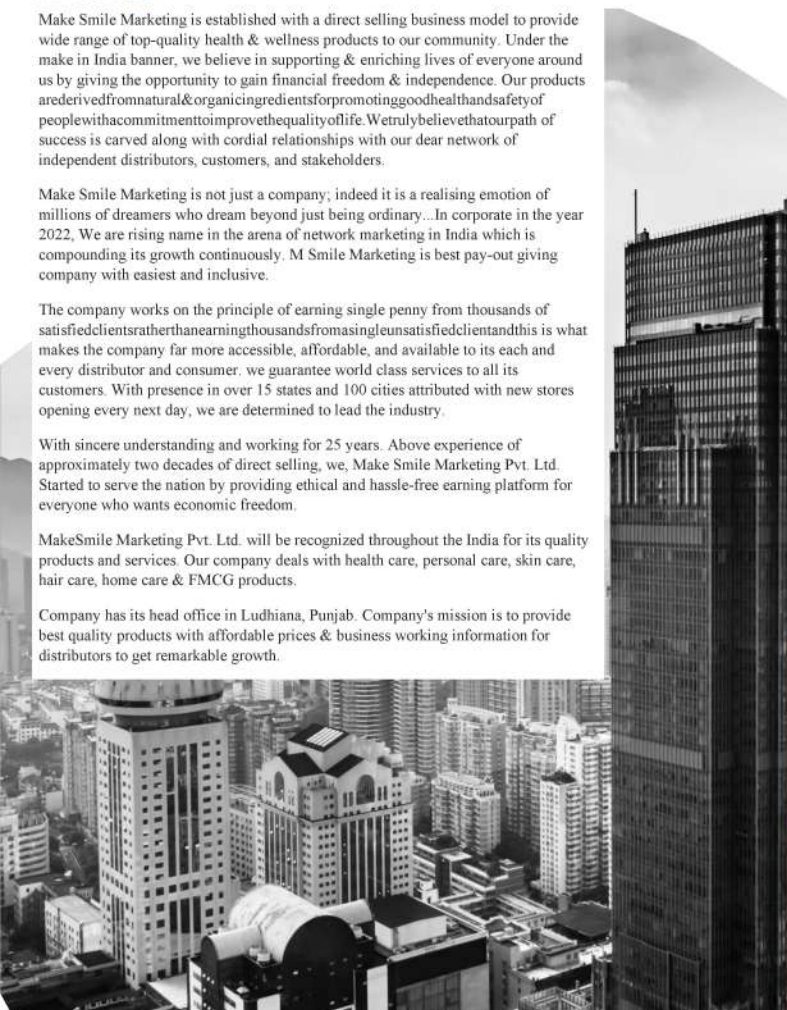 Make Smile Marketing is established with a direct selling business model to provide
wide range of top-quality health & wellness products to our community. Under the
make in India banner, we believe in supporting & enriching lives of everyone around
us by giving the opportunity to gain financial freedom & independence. Our products
arederivedfromnatural&organicingredientsforpromotinggoodhealthandsafetyof
peoplewithacommitmenttoimprovethequalityoflife.Wetrulybelievethatourpath of
success is carved along with cordial relationships with our dear network of
independent distributors, customers, and stakeholders.
Make Smile Marketing is not just a company; indeed it is a realising emotion of
millions of dreamers who dream beyond just being ordinary...In corporate in the year
2022, We are rising name in the arena of network marketing in India which is
compounding its growth continuously. M Smile Marketing is best pay-out giving
company with easiest and inclusive.
The company works on the principle of earning single penny from thousands of
satisfiedclientsratherthanearningthousandsfromasingleunsatisfiedclientandthis is what
makes the company far more accessible, affordable, and available to its each and
every distributor and consumer. we guarantee world class services to all its
customers. With presence in over 15 states and 100 cities attributed with new stores
opening every next day, we are determined to lead the industry.
With sincere understanding and working for 25 years. Above experience of
approximately two decades of direct selling, we, Make Smile Marketing Pvt. Ltd.
Started to serve the nation by providing ethical and hassle-free earning platform for
everyone who wants economic freedom.
MakeSmile Marketing Pvt. Ltd. will be recognized throughout the India for its quality
products and services. Our company deals with health care, personal care, skin care,
hair care, home care & FMCG products.
Company has its head office in Ludhiana, Punjab. Company's mission is to provide
best quality products with affordable prices & business working information for
distributors to get remarkable growth.